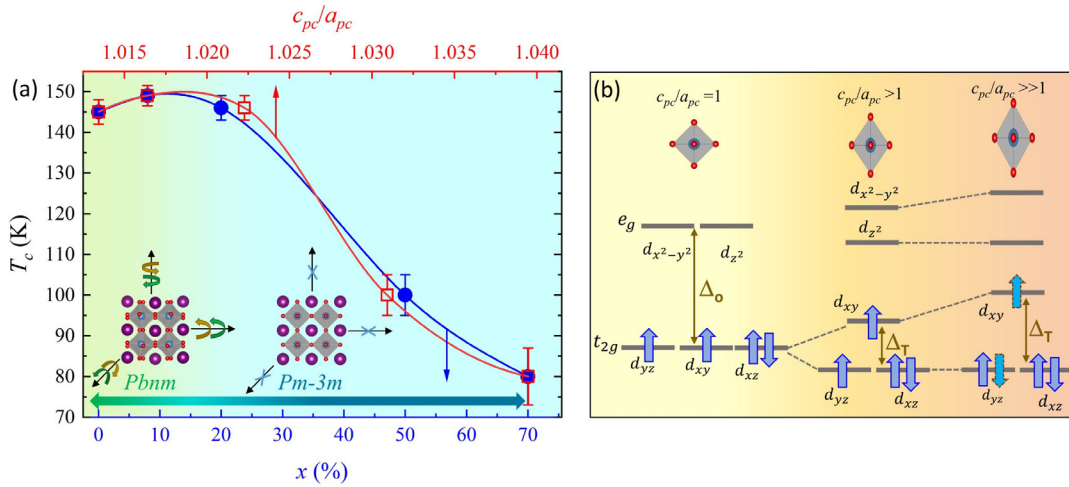 c_pc/a_pc
1.015 1.020 1.025 1.030 1.035 1.040
(a)
150
140
130
120
110
100
90
80
70
T_c (K)
Pbnm
Pm-3m
0 10 20 30 40 50 60 70
x (%)
(b)
c_pc/a_pc =1
c_pc/a_pc >1
c_pc/a_pc >>1
d_x²−y²
d_z²
e_g
d_x²−y²
d_z²
Δ_o
d_xy
d_xy
t_2g
Δ_T
Δ_T
d_yz
d_xy
d_xz
d_yz
d_xz
d_yz
d_xz